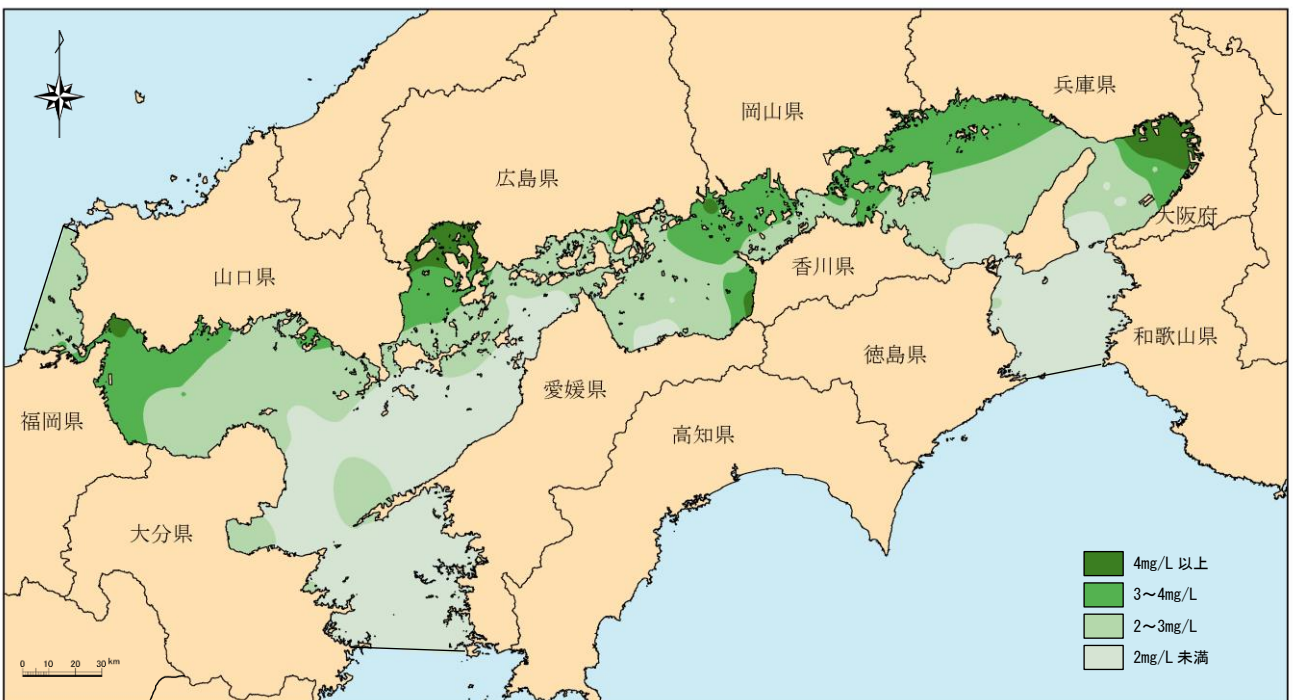 兵庫県
岡山県
広島県
大阪府
香川県
山口県
和歌山県
徳島県
愛媛県
福岡県
高知県
大分県
4mg/L 以上
3～4mg/L
2～3mg/L
2mg/L 未満
0 10 20 30 km